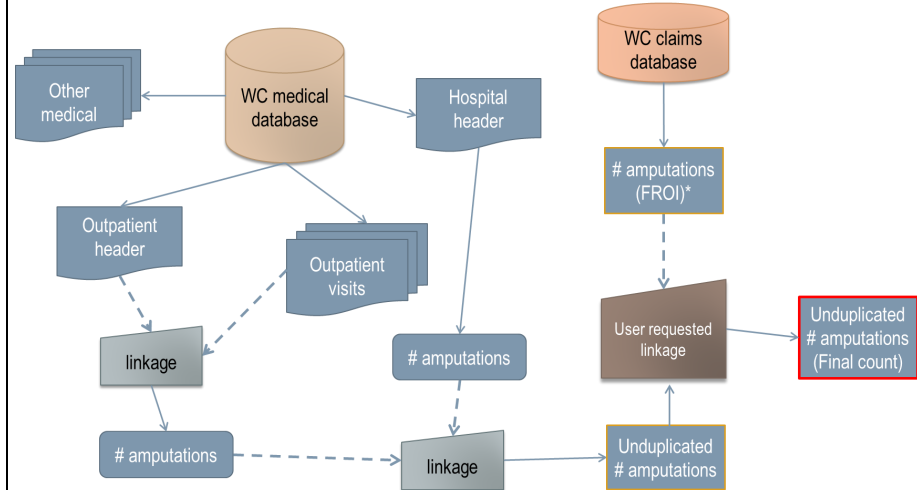 WC claims
database
Other
medical
WC medical
database
Hospital
header
# amputations
(FROI)*
Outpatient
header
Outpatient
visits
User requested
linkage
Unduplicated
# amputations
(Final count)
linkage
# amputations
# amputations
linkage
Unduplicated
# amputations